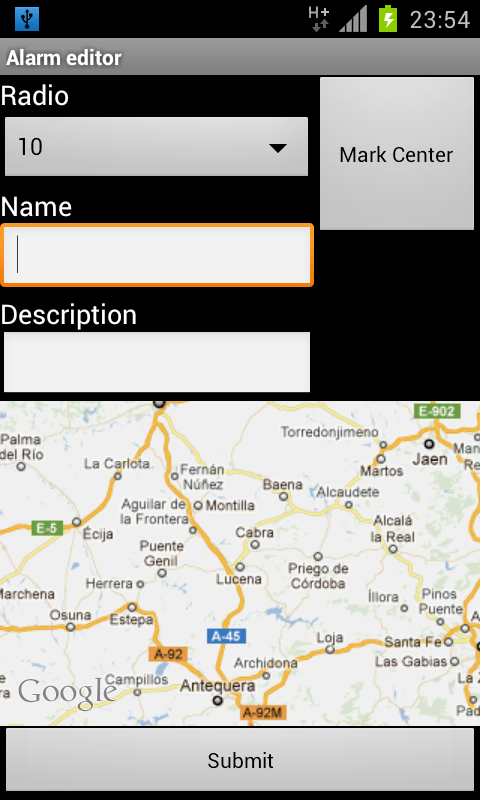 H+ 23:54
Alarm editor
Radio
10
Mark Center
Name
Description
E-902
Torredonjimeno
Palma
del Río
Jaen
La Carlota
Martos
Fernán
Núñez
Baena
Alcaudete
Aguilar de
la Frontera
Montilla
E-5
Écija
Cabra
Alcalá
la Real
Puente
Genil
Lucena
Priego de
Córdoba
Herrera
Marchena
Íllora
Pinos
Puente
Osuna
Estepa
A-45
Loja
Santa Fe
A-92
Archidona
Las Gabias
Google
Campillos
Antequera
A-92M
Submit